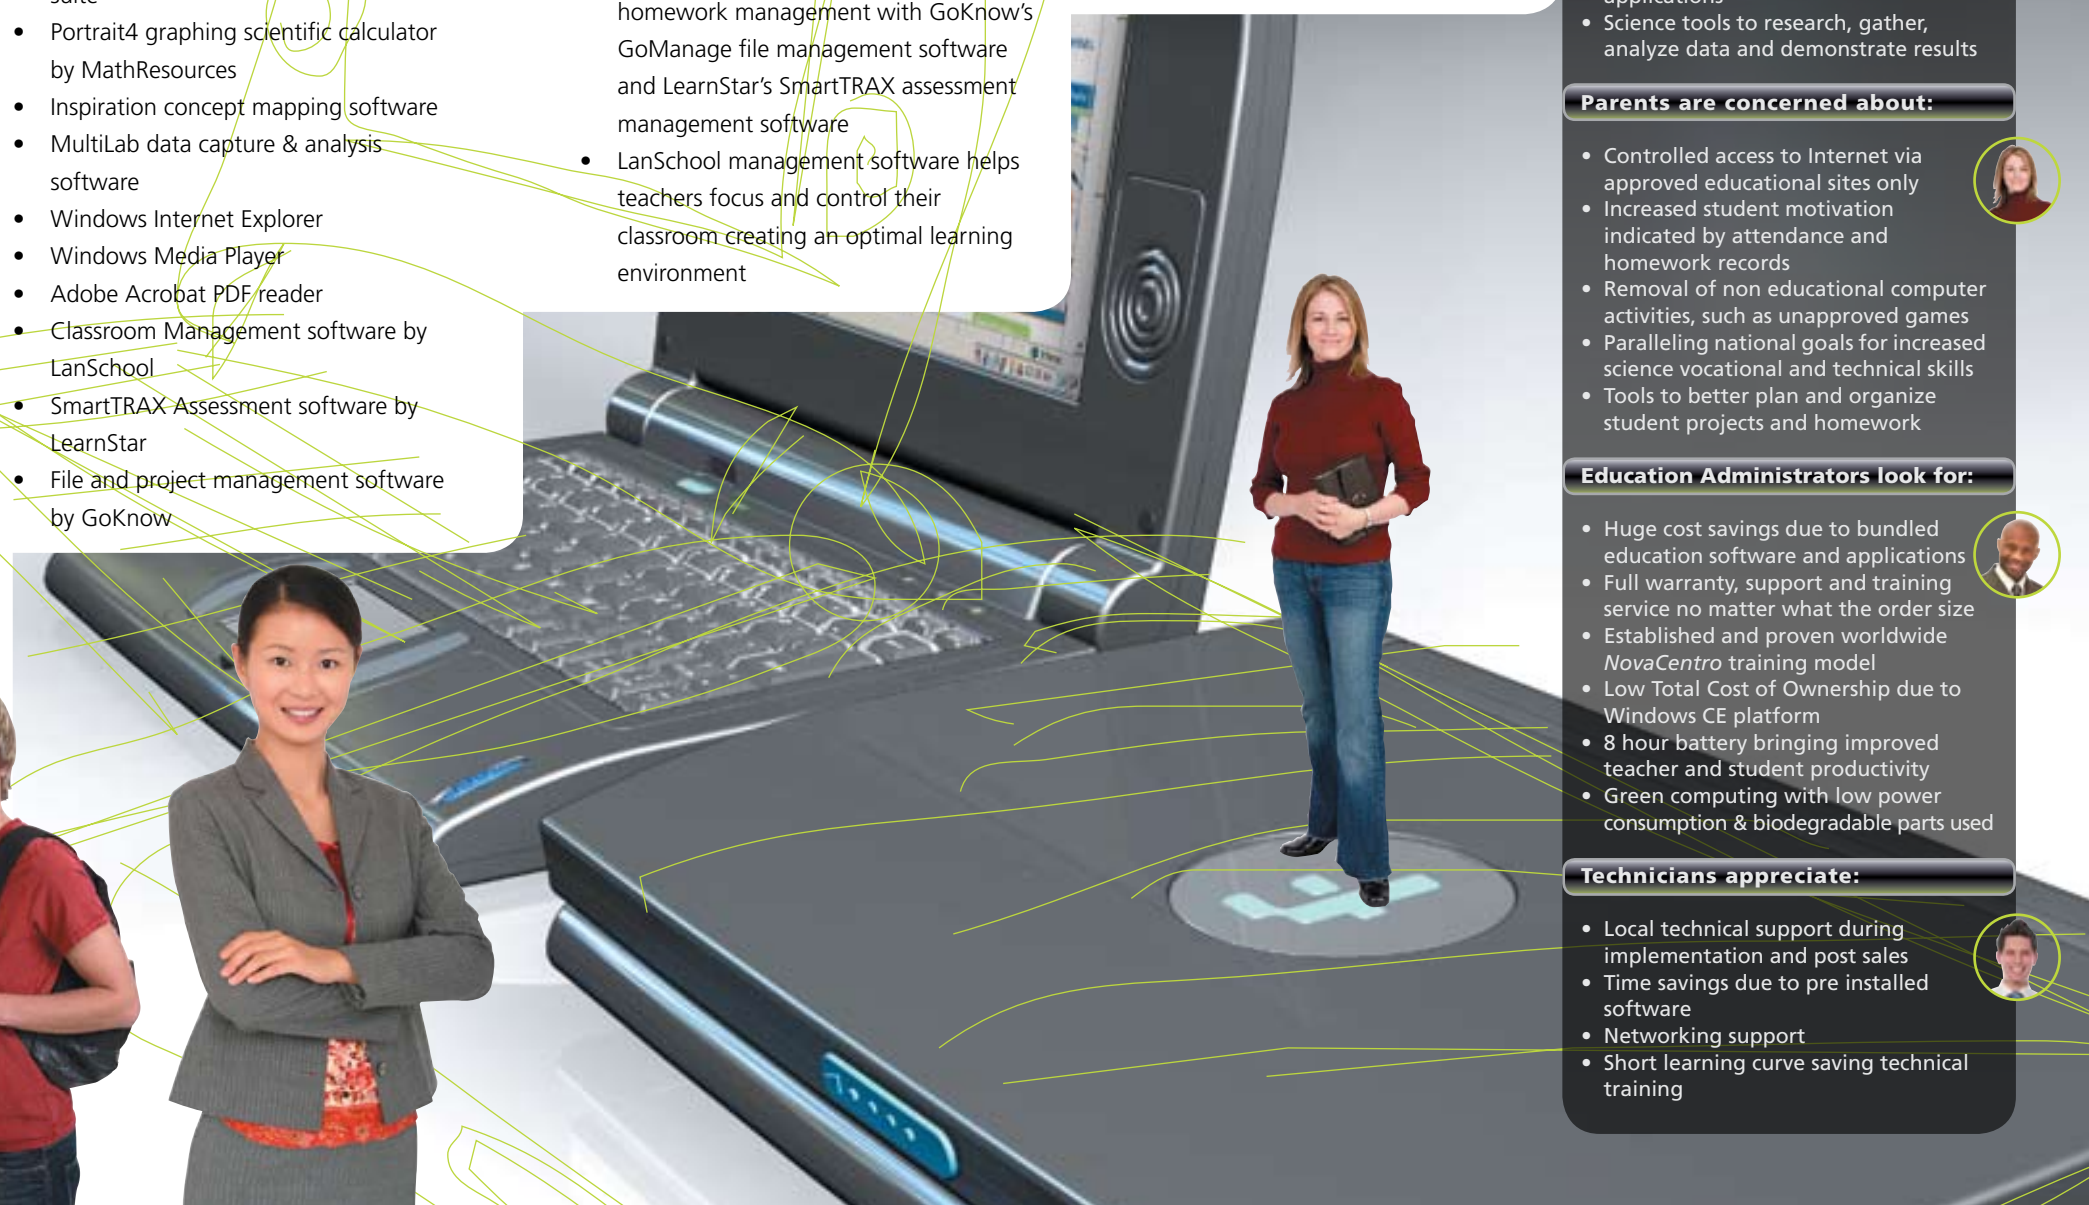 suite
• Portrait4 graphing scientific calculator
by MathResources
• Inspiration concept mapping software
• MultiLab data capture & analysis
software
• Windows Internet Explorer
• Windows Media Player
• Adobe Acrobat PDF reader
• Classroom Management software by
LanSchool
• SmartTRAX Assessment software by
LearnStar
• File and project management software
by GoKnow
homework management with GoKnow's
GoManage file management software
and LearnStar's SmartTRAX assessment
management software
• LanSchool management software helps
teachers focus and control their
classroom creating an optimal learning
environment
applications
• Science tools to research, gather,
analyze data and demonstrate results
Parents are concerned about:
• Controlled access to Internet via
approved educational sites only
• Increased student motivation
indicated by attendance and
homework records
• Removal of non educational computer
activities, such as unapproved games
• Paralleling national goals for increased
science vocational and technical skills
• Tools to better plan and organize
student projects and homework
Education Administrators look for:
• Huge cost savings due to bundled
education software and applications
• Full warranty, support and training
service no matter what the order size
• Established and proven worldwide
NovaCentro training model
• Low Total Cost of Ownership due to
Windows CE platform
• 8 hour battery bringing improved
teacher and student productivity
• Green computing with low power
consumption & biodegradable parts used
Technicians appreciate:
• Local technical support during
implementation and post sales
• Time savings due to pre installed
software
• Networking support
• Short learning curve saving technical
training